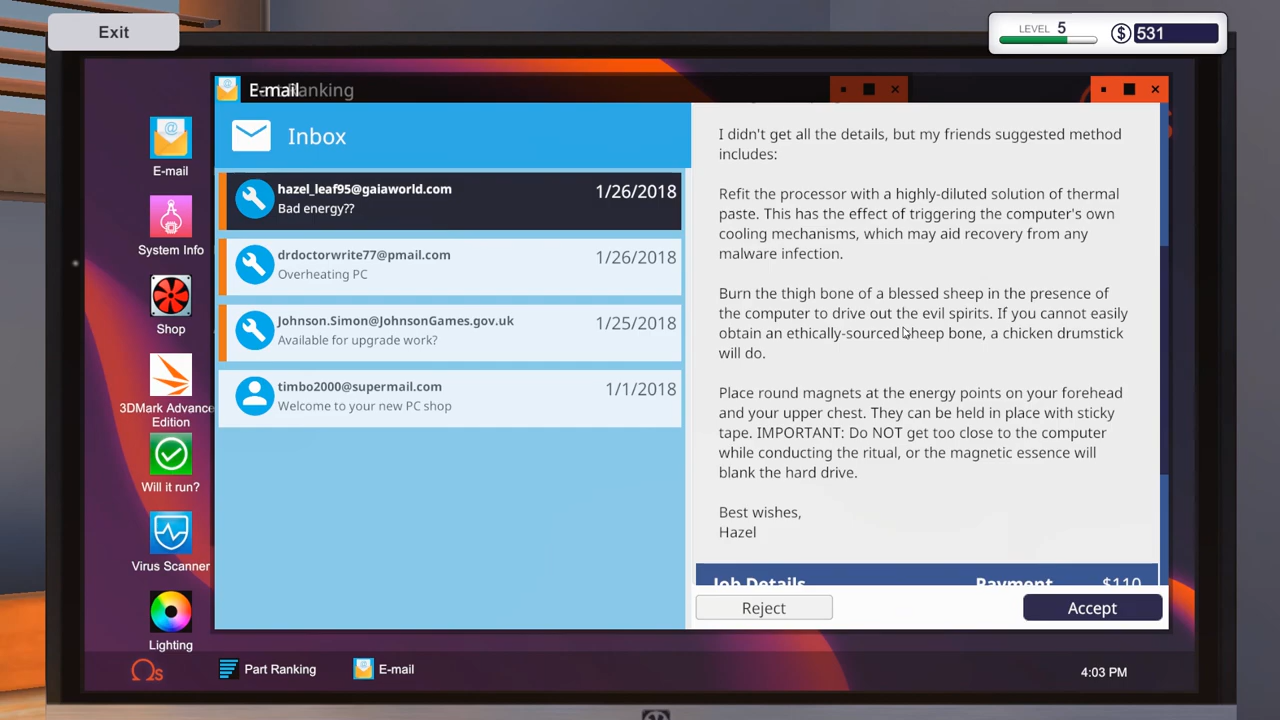 Exit
LEVEL 5
$ 531
E-mail
Ranking
Inbox
hazel_leaf95@gaiaworld.com
1/26/2018
Bad energy??
drdoctorwrite77@pmail.com
1/26/2018
Overheating PC
Johnson.Simon@JohnsonGames.gov.uk
1/25/2018
Available for upgrade work?
timbo2000@supermail.com
1/1/2018
Welcome to your new PC shop
I didn't get all the details, but my friends suggested method
includes:
Refit the processor with a highly-diluted solution of thermal
paste. This has the effect of triggering the computer's own
cooling mechanisms, which may aid recovery from any
malware infection.
Burn the thigh bone of a blessed sheep in the presence of
the computer to drive out the evil spirits. If you cannot easily
obtain an ethically-sourced sheep bone, a chicken drumstick
will do.
Place round magnets at the energy points on your forehead
and your upper chest. They can be held in place with sticky
tape. IMPORTANT: Do NOT get too close to the computer
while conducting the ritual, or the magnetic essence will
blank the hard drive.
Best wishes,
Hazel
Job Details
Payment
$110
Reject
Accept
E-mail
System Info
Shop
3DMark Advance
Edition
Will it run?
Virus Scanner
Lighting
Part Ranking
E-mail
4:03 PM